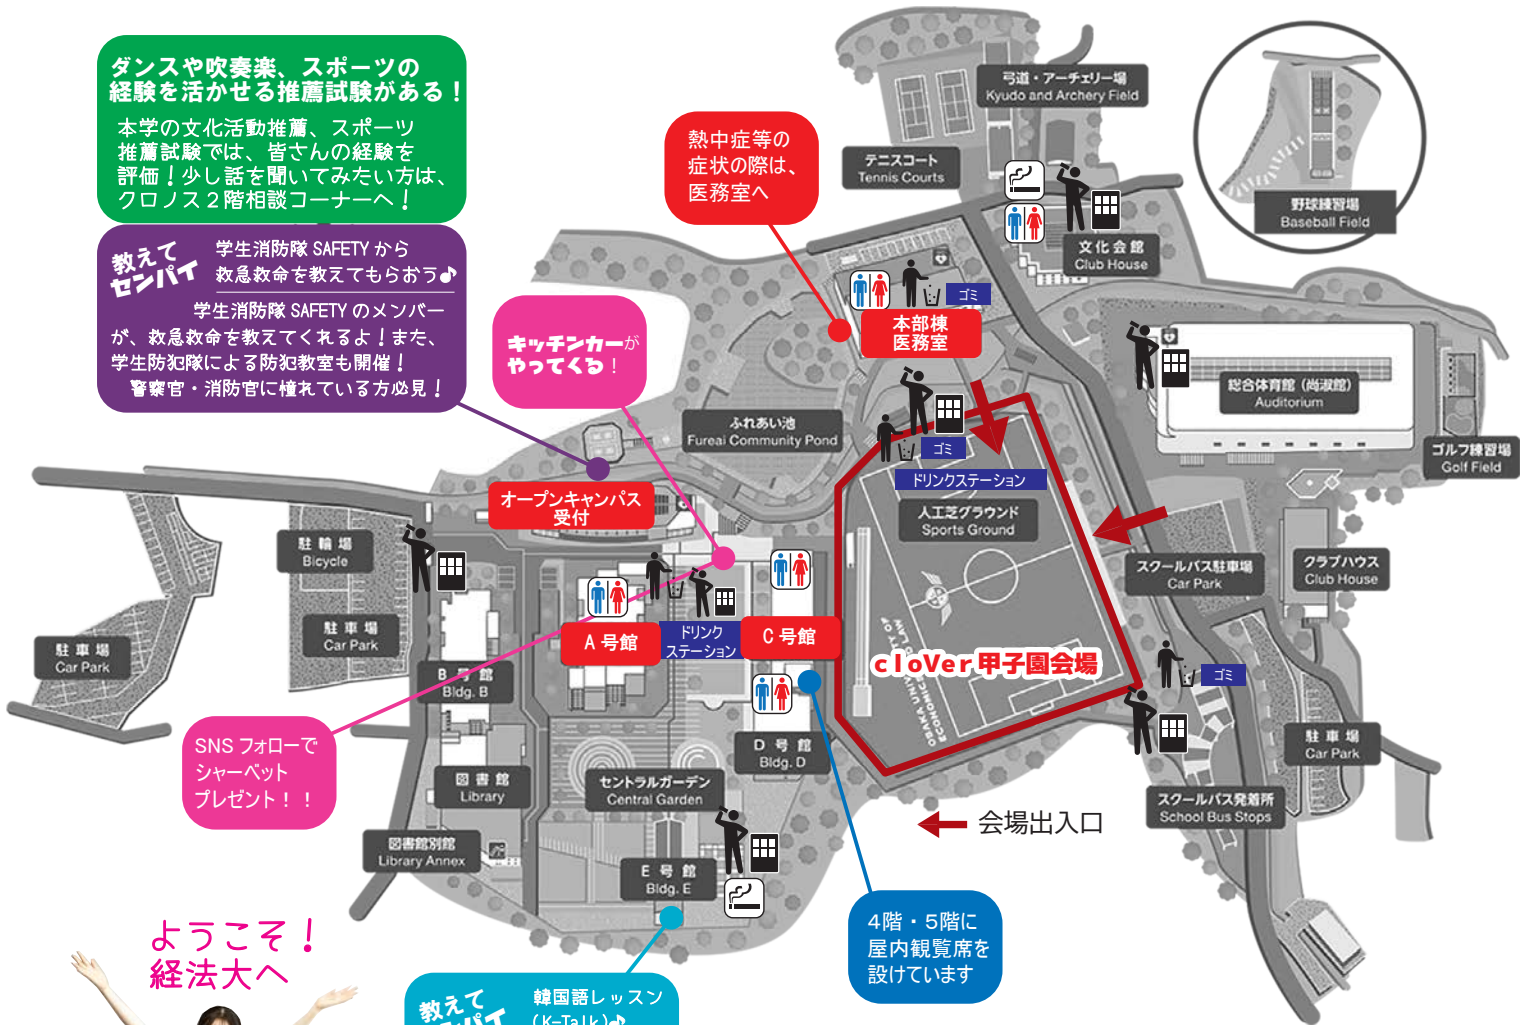 ダンスや吹奏楽、スポーツの
経験を活かせる推薦試験がある！
本学の文化活動推薦、スポーツ
推薦試験では、皆さんの経験を
評価！少し話を聞いてみたい方は、
クロノス２階相談コーナーへ！
教えて
センパイ
学生消防隊 SAFETY から
救急救命を教えてもらおう♪
学生消防隊 SAFETY のメンバー
が、救急救命を教えてくれるよ！また、
学生防犯隊による防犯教室も開催！
警察官・消防官に憧れている方必見！
熱中症等の
症状の際は、
医務室へ
キッチンカーが
やってくる！
弓道・アーチェリー場
Kyudo and Archery Field
テニスコート
Tennis Courts
文化会館
Club House
野球練習場
Baseball Field
ゴミ
本部棟
医務室
総合体育館（尚淑館）
Auditorium
ゴルフ練習場
Golf Field
ふれあい池
Fureai Community Pond
ゴミ
ドリンクステーション
人工芝グラウンド
Sports Ground
オープンキャンパス
受付
駐輪場
Bicycle
駐車場
Car Park
駐車場
Car Park
スクールバス駐車場
Car Park
クラブハウス
Club House
A 号館
ドリンク
ステーション
C 号館
OSAKA UNIVERSITY OF
ECONOMICS AND LAW
cloVer 甲子園会場
ゴミ
B 号館
Bldg. B
D 号館
Bldg. D
駐車場
Car Park
SNS フォローで
シャーベット
プレゼント！！
図書館
Library
セントラルガーデン
Central Garden
スクールバス発着所
School Bus Stops
会場出入口
図書館別館
Library Annex
E 号館
Bldg. E
4階・5階に
屋内観覧席を
設けています
ようこそ！
経法大へ
教えて
センパイ
韓国語レッスン
(K-Talk)♪